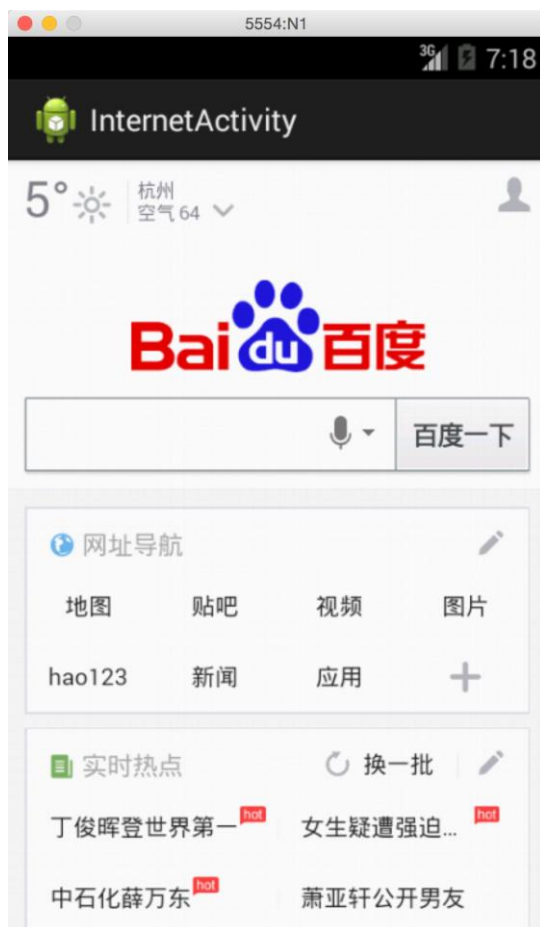 5554:N1
3G 7:18
InternetActivity
5° 杭州
空气 64
Bai du 百度
百度一下
网址导航
地图 贴吧 视频 图片
hao123 新闻 应用
实时热点 换一批
丁俊晖登世界第一 hot 女生疑遭强迫... hot
中石化薛万东 hot 萧亚轩公开男友